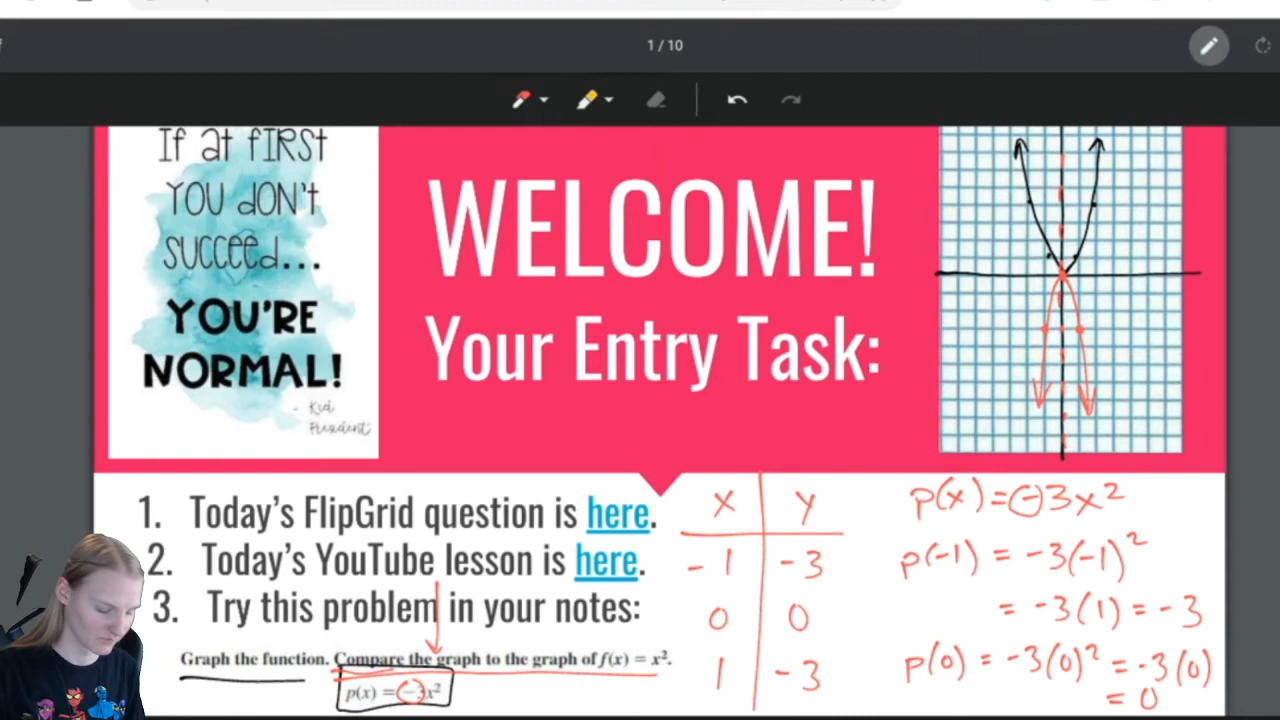 1 / 10
If at first
you don't
succeed...
YOU'RE
NORMAL!
- Kid
President
WELCOME!
Your Entry Task:
1. Today's FlipGrid question is here.
2. Today's YouTube lesson is here.
3. Try this problem in your notes:
Graph the function. Compare the graph to the graph of f(x) = x².
p(x) = −3x²
x y
-1 -3
0 0
1 -3
p(x) = -3x²
p(-1) = -3(-1)²
= -3(1) = -3
p(0) = -3(0)² = -3(0)
= 0